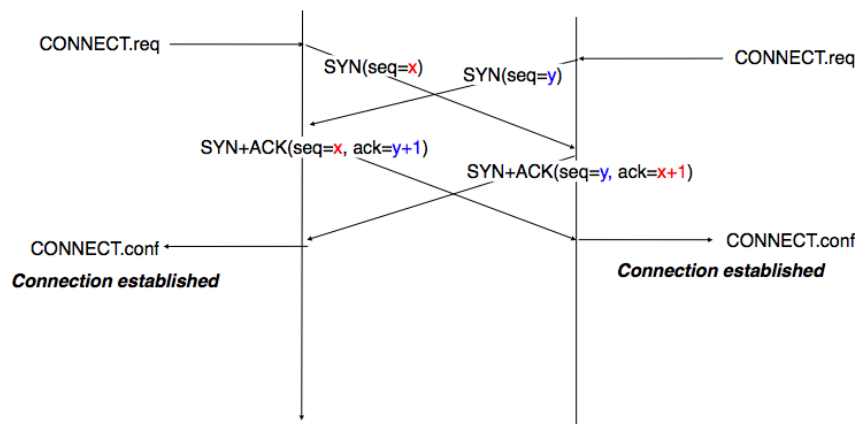 CONNECT.req
SYN(seq=x)
SYN(seq=y)
CONNECT.req
SYN+ACK(seq=x, ack=y+1)
SYN+ACK(seq=y, ack=x+1)
CONNECT.conf
CONNECT.conf
Connection established
Connection established